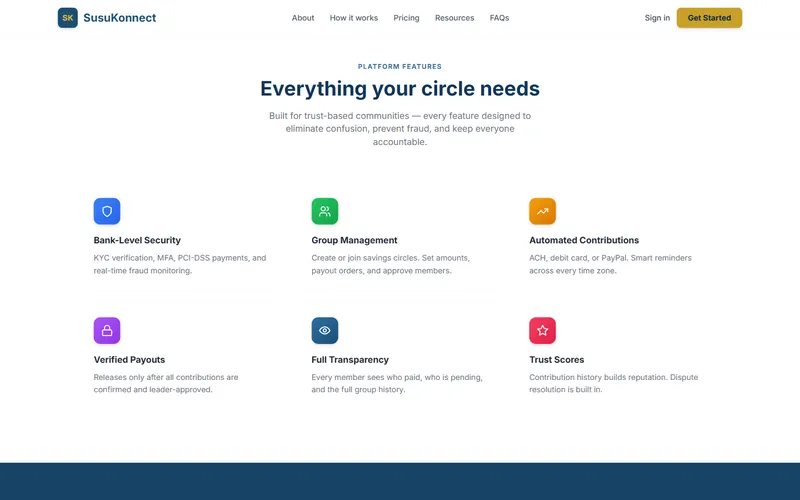 SK SusuKonnect
About How it works Pricing Resources FAQs
Sign in Get Started
PLATFORM FEATURES
Everything your circle needs
Built for trust-based communities — every feature designed to
eliminate confusion, prevent fraud, and keep everyone
accountable.
Bank-Level Security
KYC verification, MFA, PCI-DSS payments, and
real-time fraud monitoring.
Group Management
Create or join savings circles. Set amounts,
payout orders, and approve members.
Automated Contributions
ACH, debit card, or PayPal. Smart reminders
across every time zone.
Verified Payouts
Releases only after all contributions are
confirmed and leader-approved.
Full Transparency
Every member sees who paid, who is pending,
and the full group history.
Trust Scores
Contribution history builds reputation. Dispute
resolution is built in.